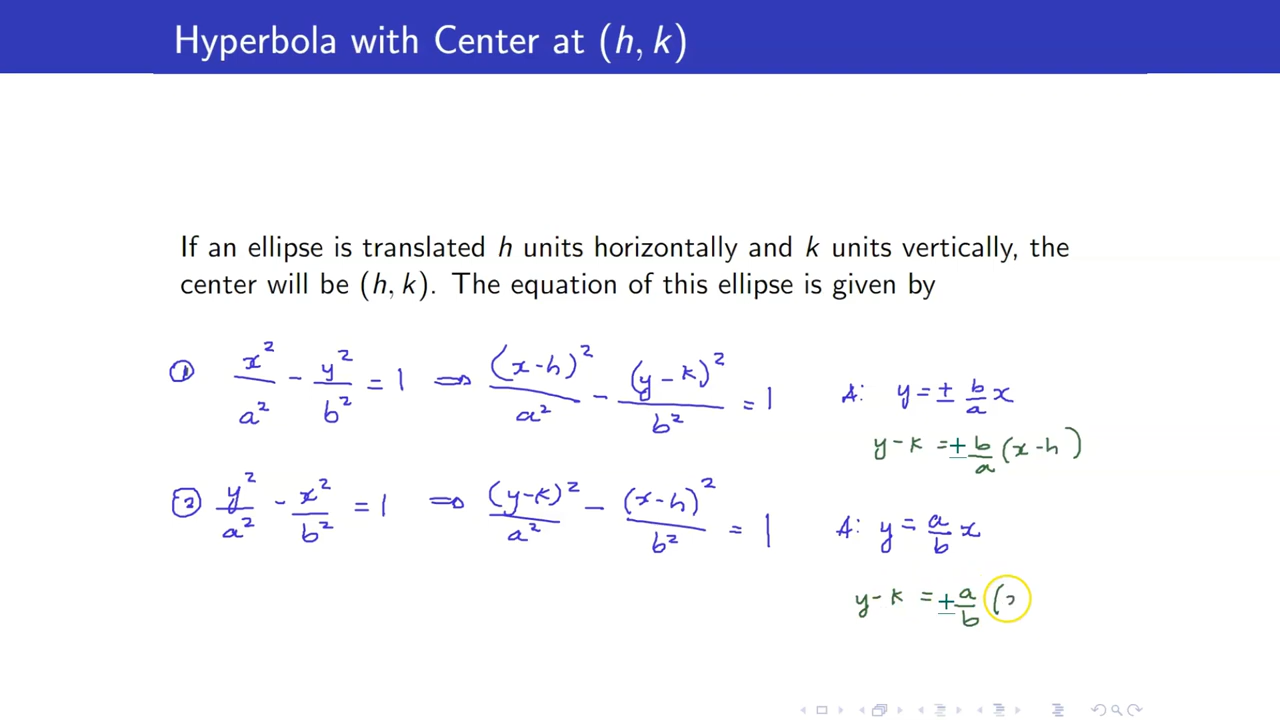 Hyperbola with Center at (h, k)
If an ellipse is translated h units horizontally and k units vertically, the
center will be (h, k). The equation of this ellipse is given by
① x²/a² - y²/b² = 1 ⇒ (x-h)²/a² - (y-k)²/b² = 1
A: y = ± b/a x
y-k = ± b/a (x-h)
② y²/a² - x²/b² = 1 ⇒ (y-k)²/a² - (x-h)²/b² = 1
A: y = a/b x
y-k = ± a/b (